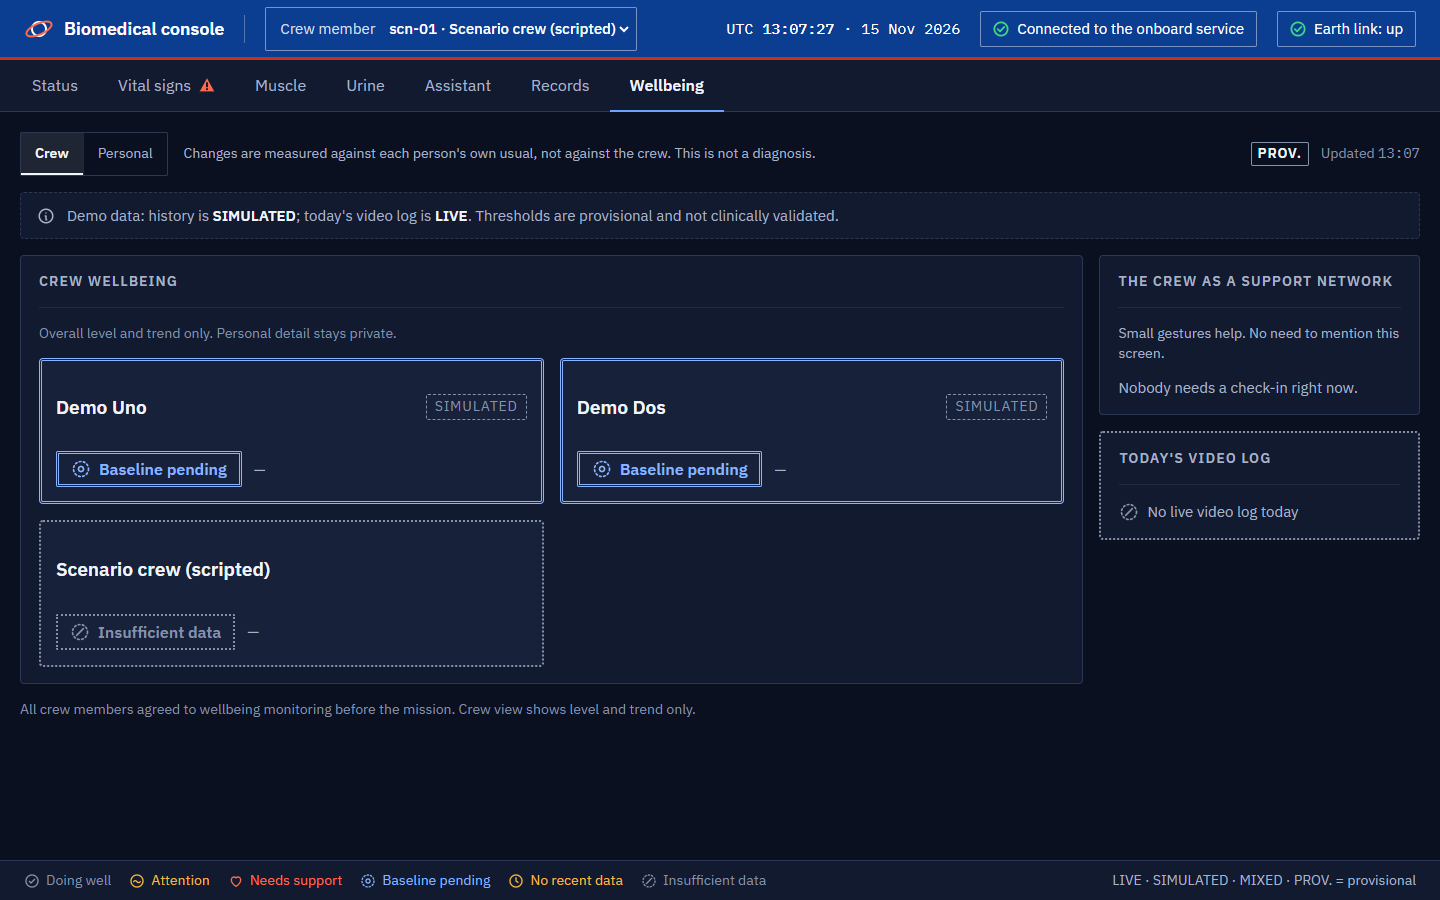 Biomedical console
Crew member scn-01 · Scenario crew (scripted)
UTC 13:07:27 · 15 Nov 2026
Connected to the onboard service
Earth link: up
Status
Vital signs
Muscle
Urine
Assistant
Records
Wellbeing
Crew
Personal
Changes are measured against each person's own usual, not against the crew. This is not a diagnosis.
PROV.
Updated 13:07
Demo data: history is SIMULATED; today's video log is LIVE. Thresholds are provisional and not clinically validated.
CREW WELLBEING
Overall level and trend only. Personal detail stays private.
Demo Uno
SIMULATED
Baseline pending —
Demo Dos
SIMULATED
Baseline pending —
Scenario crew (scripted)
Insufficient data —
THE CREW AS A SUPPORT NETWORK
Small gestures help. No need to mention this
screen.
Nobody needs a check-in right now.
TODAY'S VIDEO LOG
No live video log today
All crew members agreed to wellbeing monitoring before the mission. Crew view shows level and trend only.
Doing well
Attention
Needs support
Baseline pending
No recent data
Insufficient data
LIVE · SIMULATED · MIXED · PROV. = provisional